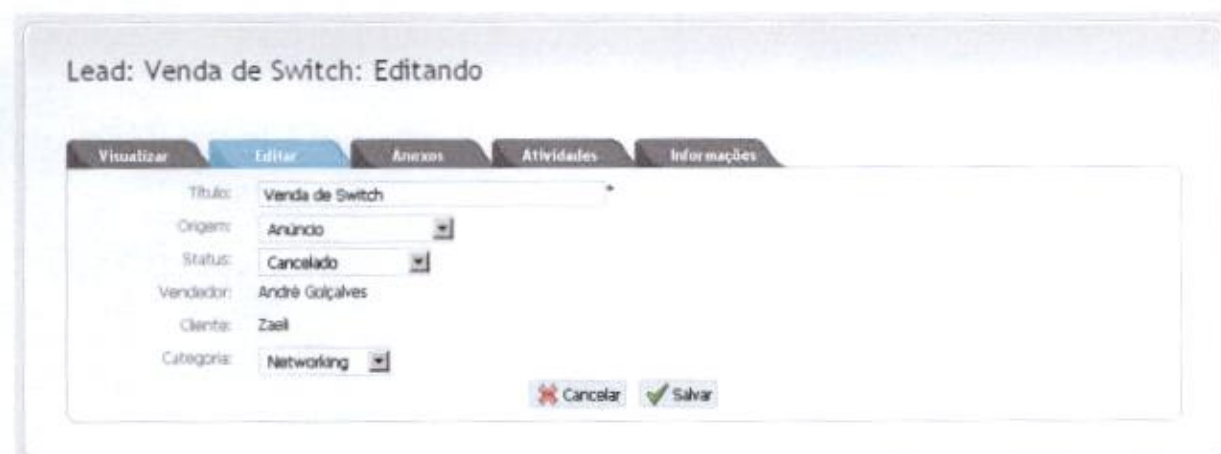 Lead: Venda de Switch: Editando
Visualizar Editar Anexos Atividades Informações
Título: Venda de Switch *
Origem: Anúncio
Status: Cancelado
Vendedor: André Golçalves
Cliente: Zaeli
Categoria: Networking
Cancelar Salvar